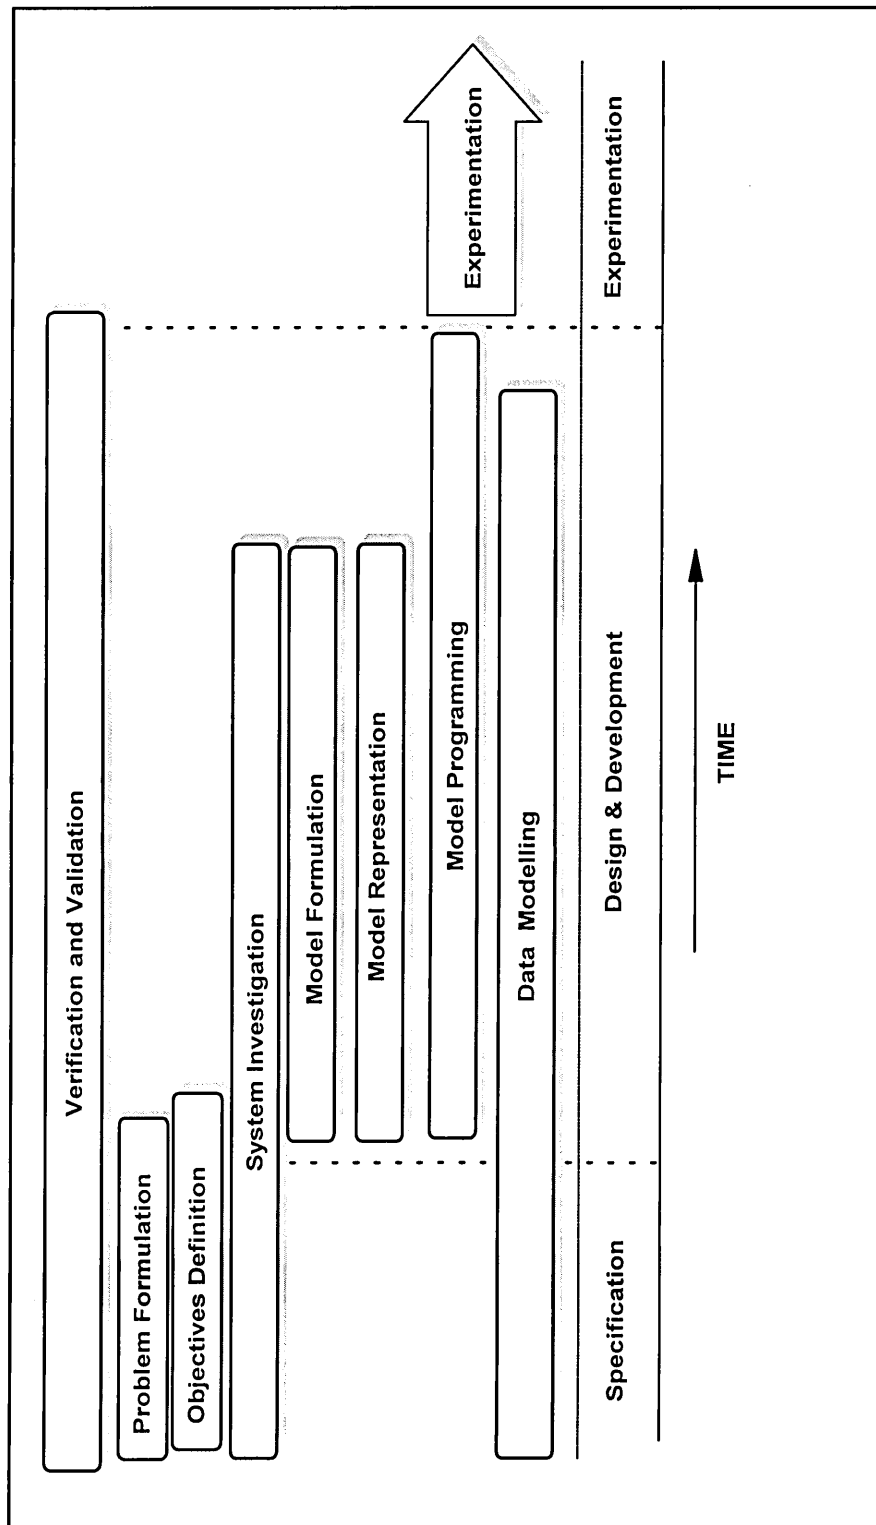 Verification and Validation
Problem Formulation
Objectives Definition
System Investigation
Model Formulation
Model Representation
Model Programming
Experimentation
Data Modelling
Specification
Design & Development
Experimentation
TIME